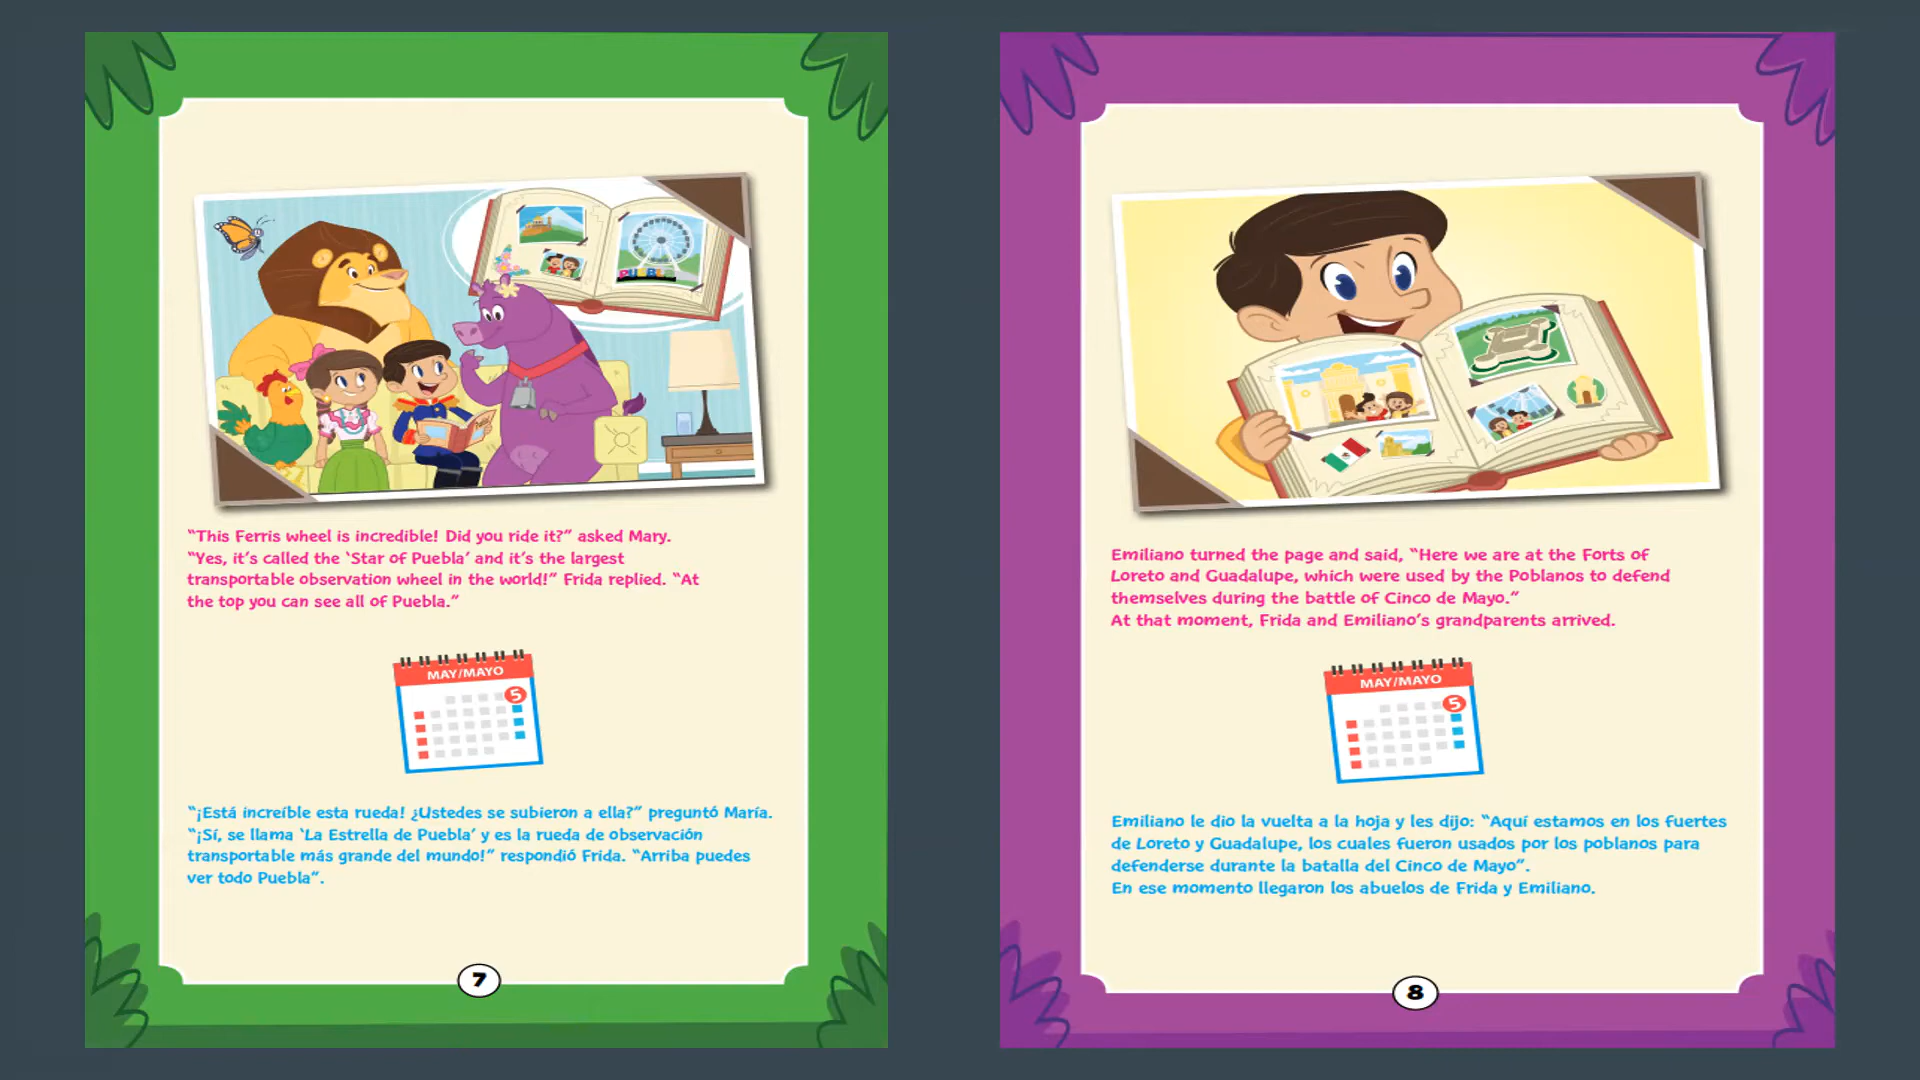 PUEBLA
“This Ferris wheel is incredible! Did you ride it?” asked Mary.
“Yes, it’s called the ‘Star of Puebla’ and it’s the largest
transportable observation wheel in the world!” Frida replied. “At
the top you can see all of Puebla.”
MAY/MAYO
5
“¡Está increíble esta rueda! ¿Ustedes se subieron a ella?” preguntó María.
“¡Sí, se llama ‘La Estrella de Puebla’ y es la rueda de observación
transportable más grande del mundo!” respondió Frida. “Arriba puedes
ver todo Puebla”.
7
Emiliano turned the page and said, “Here we are at the Forts of
Loreto and Guadalupe, which were used by the Poblanos to defend
themselves during the battle of Cinco de Mayo.”
At that moment, Frida and Emiliano’s grandparents arrived.
MAY/MAYO
5
Emiliano le dio la vuelta a la hoja y les dijo: “Aquí estamos en los fuertes
de Loreto y Guadalupe, los cuales fueron usados por los poblanos para
defenderse durante la batalla del Cinco de Mayo”.
En ese momento llegaron los abuelos de Frida y Emiliano.
8